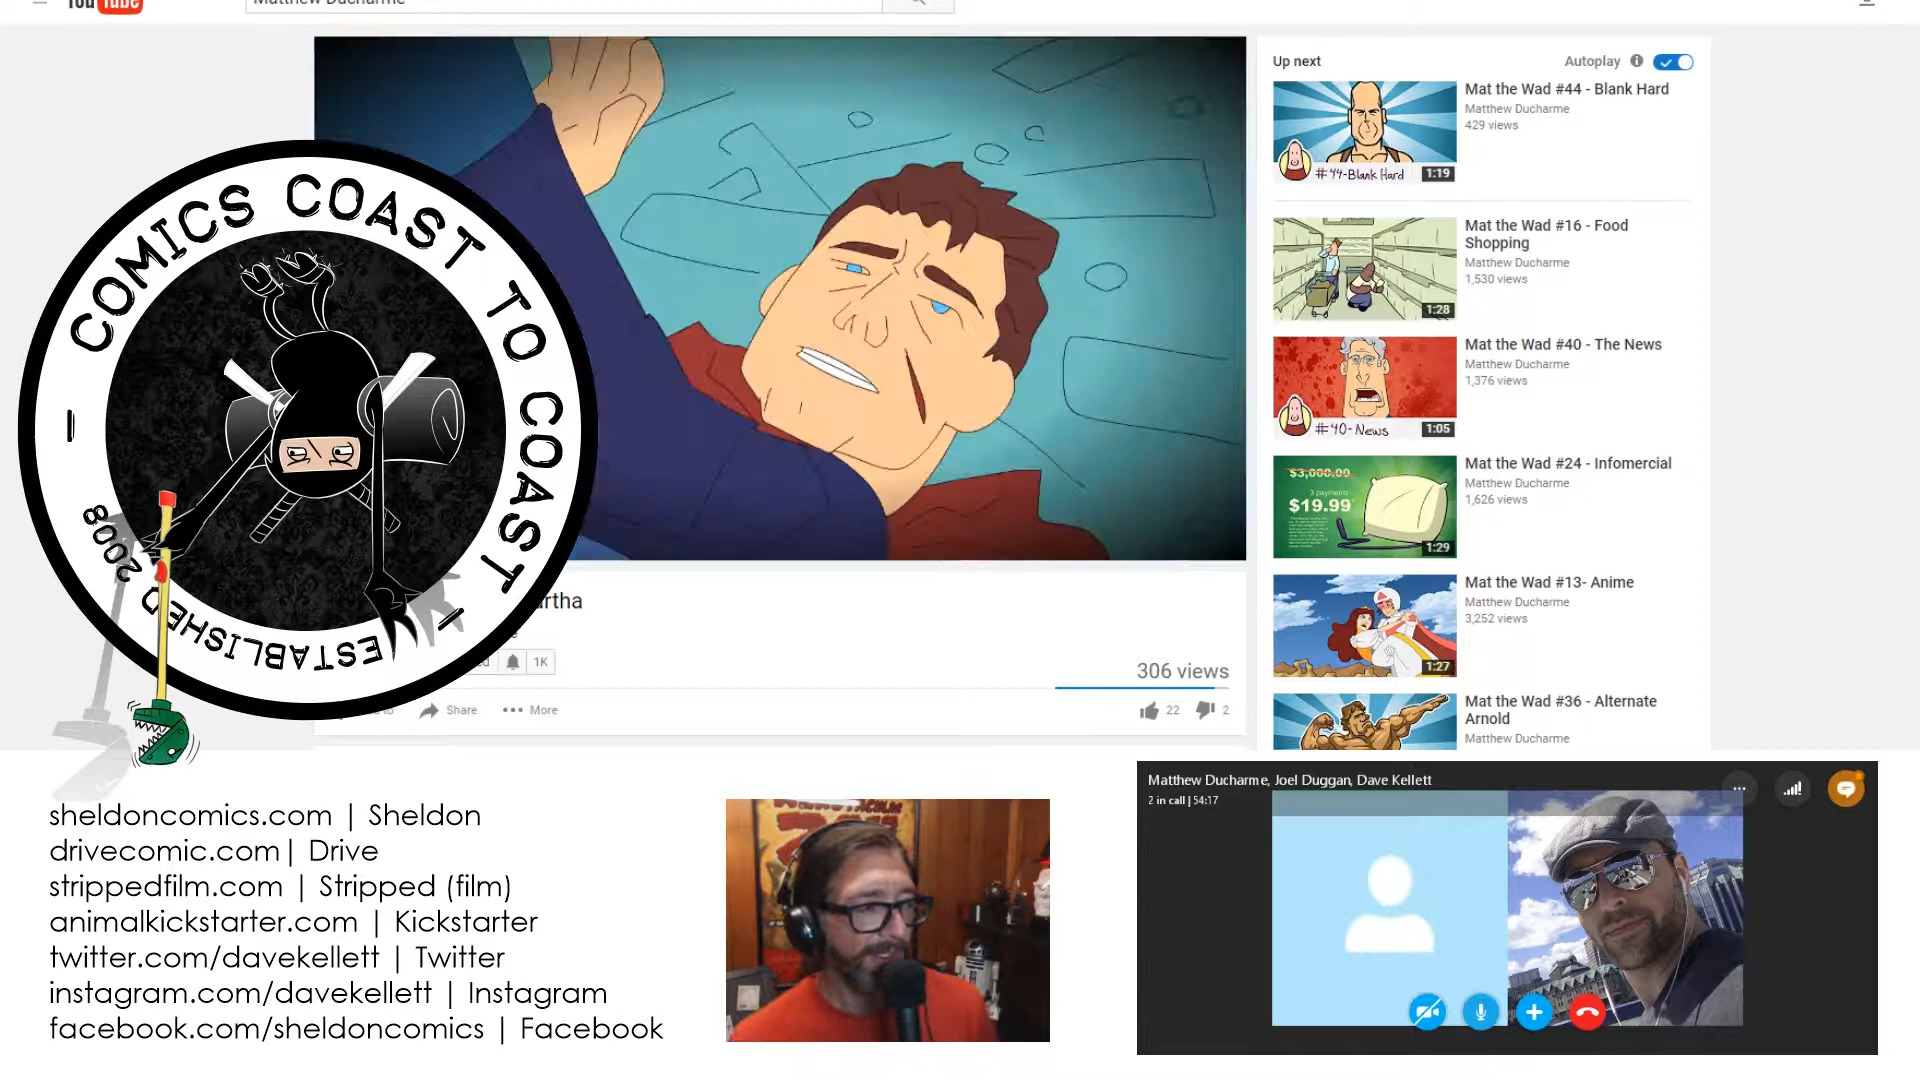 YouTube
Matthew Ducharme
Up next
Autoplay
Mat the Wad #44 - Blank Hard
Matthew Ducharme
429 views
#44-Blank Hard
1:19
Mat the Wad #16 - Food
Shopping
Matthew Ducharme
1,530 views
1:28
Mat the Wad #40 - The News
Matthew Ducharme
1,376 views
#40-News
1:05
Mat the Wad #24 - Infomercial
Matthew Ducharme
1,626 views
$3,000.00
3 payments
$19.99
1:29
Mat the Wad #13- Anime
Matthew Ducharme
3,252 views
1:27
Mat the Wad #36 - Alternate
Arnold
Matthew Ducharme
COMICS COAST TO COAST
ESTABLISHED 2008
artha
1K
306 views
Share
More
22
2
sheldoncomics.com | Sheldon
drivecomic.com| Drive
strippedfilm.com | Stripped (film)
animalkickstarter.com | Kickstarter
twitter.com/davekellett | Twitter
instagram.com/davekellett | Instagram
facebook.com/sheldoncomics | Facebook
Matthew Ducharme, Joel Duggan, Dave Kellett
2 in call | 54:17